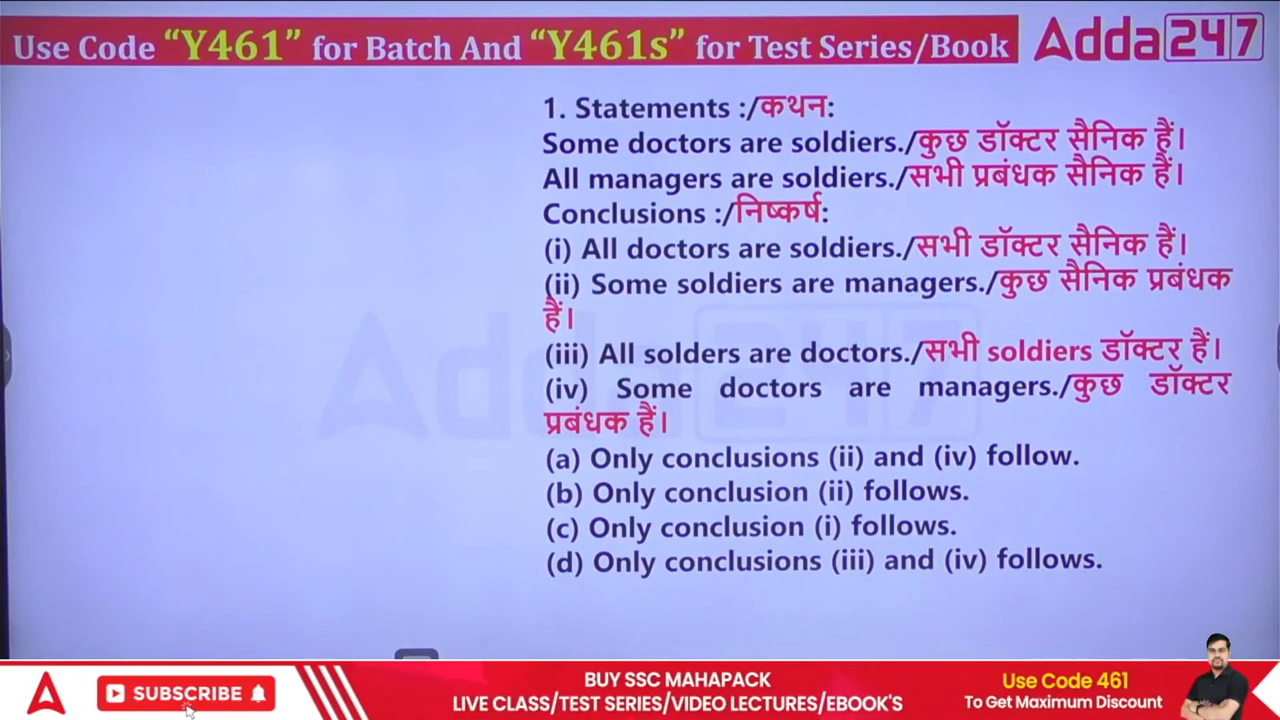 Use Code “Y461” for Batch And “Y461s” for Test Series/Book
Adda247
1. Statements :/कथन:
Some doctors are soldiers./कुछ डॉक्टर सैनिक हैं।
All managers are soldiers./सभी प्रबंधक सैनिक हैं।
Conclusions :/निष्कर्ष:
(i) All doctors are soldiers./सभी डॉक्टर सैनिक हैं।
(ii) Some soldiers are managers./कुछ सैनिक प्रबंधक
हैं।
(iii) All solders are doctors./सभी soldiers डॉक्टर हैं।
(iv) Some doctors are managers./कुछ डॉक्टर
प्रबंधक हैं।
(a) Only conclusions (ii) and (iv) follow.
(b) Only conclusion (ii) follows.
(c) Only conclusion (i) follows.
(d) Only conclusions (iii) and (iv) follows.
Adda247
SUBSCRIBE
BUY SSC MAHAPACK
LIVE CLASS/TEST SERIES/VIDEO LECTURES/EBOOK'S
Use Code 461
To Get Maximum Discount